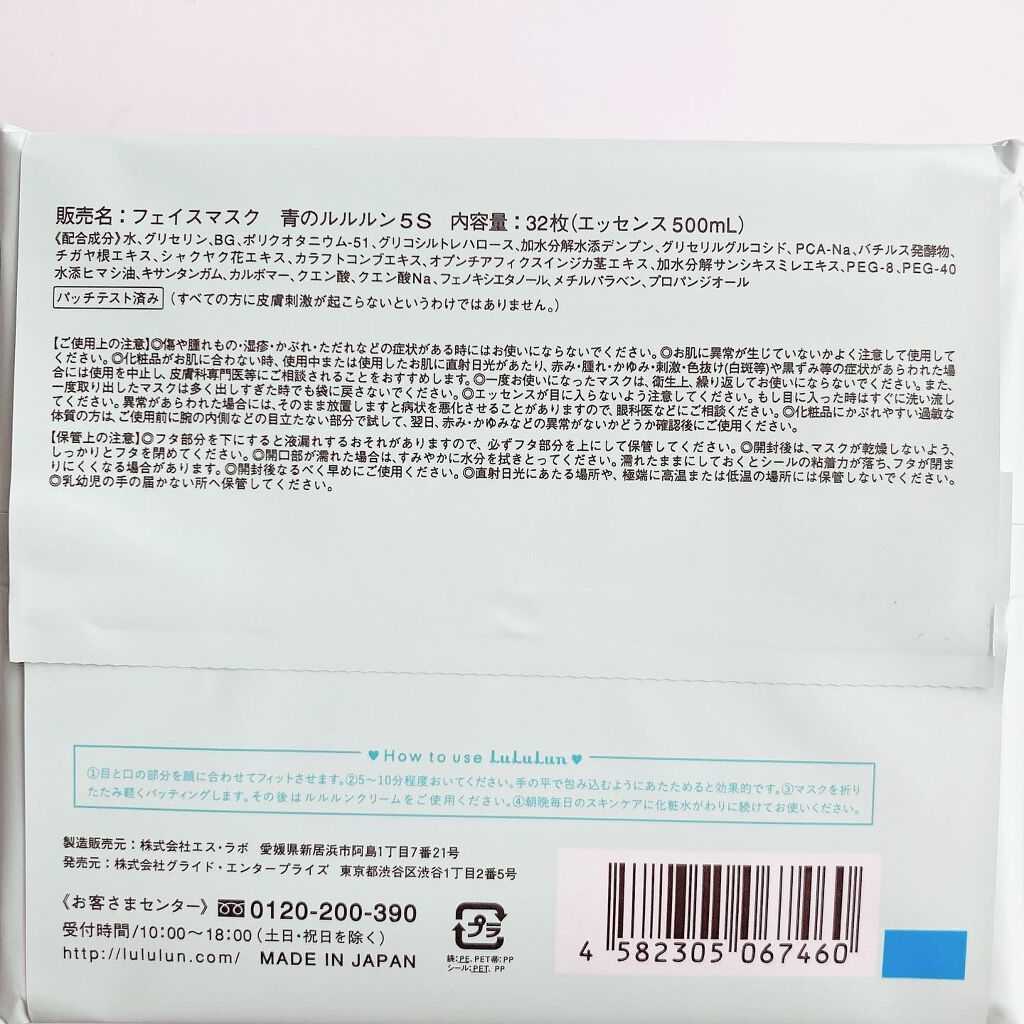 販売名：フェイスマスク 青のルルルン5S 内容量：32枚(エッセンス500mL)
《配合成分》水、グリセリン、BG、ポリクオタニウム-51、グリコシルトレハロース、加水分解水添デンプン、グリセリルグルコシド、PCA-Na、バチルス発酵物、
チガヤ根エキス、シャクヤク花エキス、カラフトコンブエキス、オプンチアフィクスインジカ茎エキス、加水分解サンシキスミレエキス、PEG-8、PEG-40
水添ヒマシ油、キサンタンガム、カルボマー、クエン酸、クエン酸Na、フェノキシエタノール、メチルパラベン、プロパンジオール
パッチテスト済み（すべての方に皮膚刺激が起こらないというわけではありません。）
【ご使用上の注意】◎傷や腫れもの・湿疹・かぶれ・ただれなどの症状がある時にはお使いにならないでください。◎お肌に異常が生じていないかよく注意して使用して
ください。◎化粧品がお肌に合わない時、使用中または使用したお肌に直射日光があたり、赤み・腫れ・かゆみ・刺激・色抜け(白斑等)や黒ずみ等の症状があらわれた場
合には使用を中止し、皮膚科専門医等にご相談されることをおすすめします。◎一度お使いになったマスクは、衛生上、繰り返してお使いにならないでください。また、
一度取り出したマスクは多く出しすぎた時でも袋に戻さないでください。◎エッセンスが目に入らないよう注意してください。もし目に入った時はすぐに洗い流し
てください。異常があらわれた場合には、そのまま放置しますと病状を悪化させることがありますので、眼科医などにご相談ください。◎化粧品にかぶれやすい過敏な
体質の方は、ご使用前に腕の内側などの目立たない部分で試して、翌日、赤み・かゆみなどの異常がないかどうか確認後にご使用ください。
【保管上の注意】◎フタ部分を下にすると液漏れするおそれがありますので、必ずフタ部分を上にして保管してください。◎開封後は、マスクが乾燥しないよう、
しっかりとフタを閉めてください。◎開口部が濡れた場合は、すみやかに水分を拭きとってください。濡れたままにしておくとシールの粘着力が落ち、フタが閉ま
りにくくなる場合があります。◎開封後なるべく早めにご使用ください。◎直射日光にあたる場所や、極端に高温または低温の場所には保管しないでください。
◎乳幼児の手の届かない所へ保管してください。
♥How to use LuLuLun♥
①目と口の部分を顔に合わせてフィットさせます。②5〜10分程度おいてください。手の平で包み込むようにあたためると効果的です。③マスクを折り
たたみ軽くパッティングします。その後はルルルンクリームをご使用ください。④朝晩毎日のスキンケアに化粧水がわりに続けてお使いください。
製造販売元：株式会社エス・ラボ 愛媛県新居浜市阿島1丁目7番21号
発売元：株式会社グライド・エンタープライズ 東京都渋谷区渋谷1丁目2番5号
《お客さまセンター》0120-200-390
受付時間/10:00〜18:00(土日・祝日を除く)
http://lululun.com/ MADE IN JAPAN
プラ
袋:PE、PET 帯:PP
シール:PET、PP
4 582305 067460